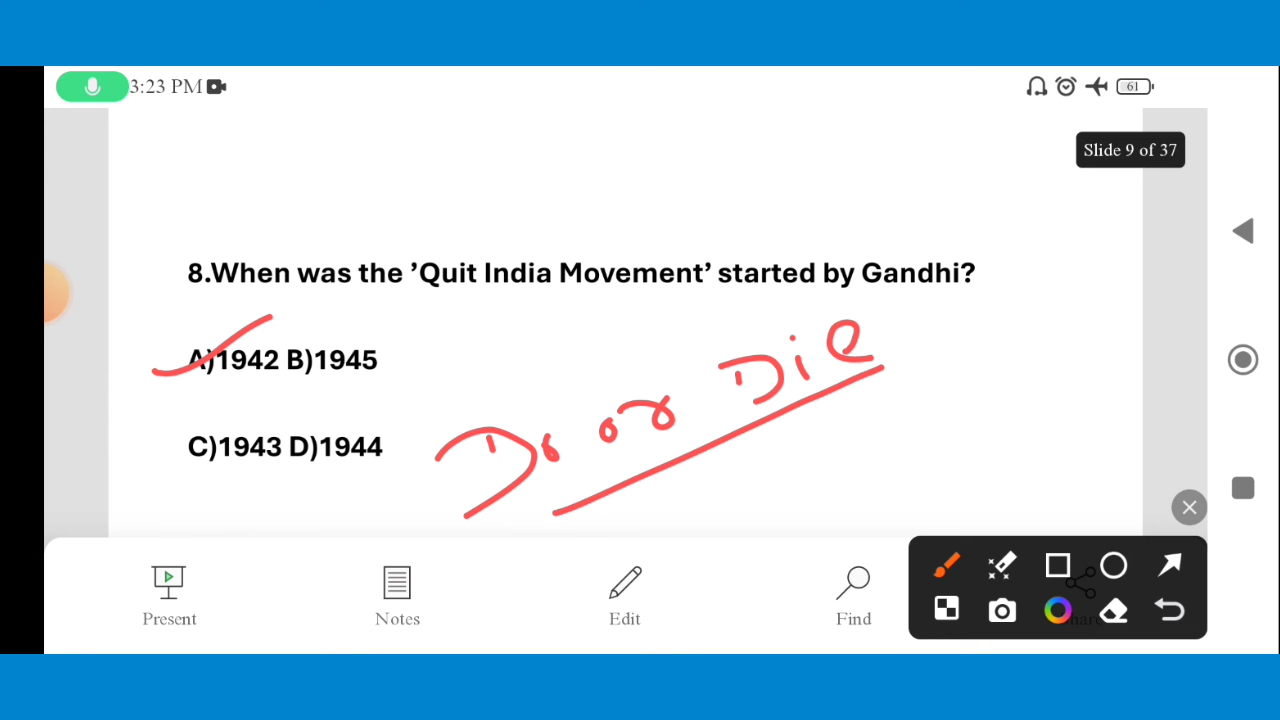 3:23 PM
61
Slide 9 of 37
8.When was the ’Quit India Movement’ started by Gandhi?
A)1942 B)1945
C)1943 D)1944
Do or Die
Present
Notes
Edit
Find